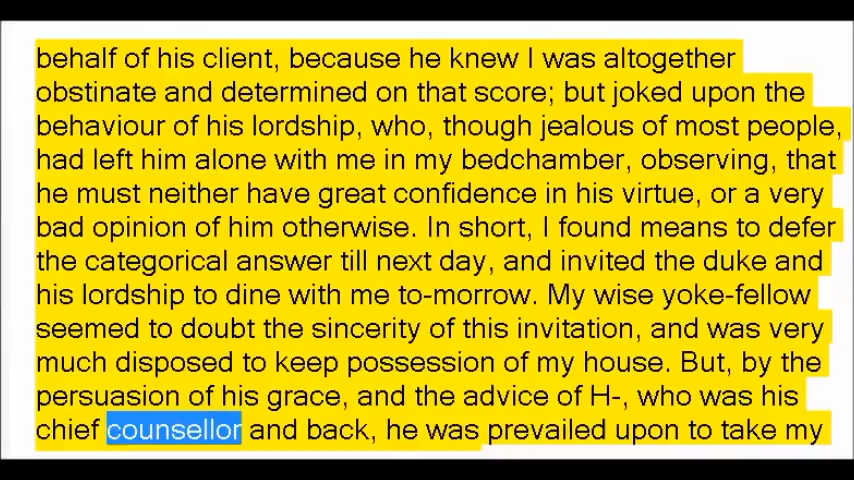 behalf of his client, because he knew I was altogether
obstinate and determined on that score; but joked upon the
behaviour of his lordship, who, though jealous of most people,
had left him alone with me in my bedchamber, observing, that
he must neither have great confidence in his virtue, or a very
bad opinion of him otherwise. In short, I found means to defer
the categorical answer till next day, and invited the duke and
his lordship to dine with me to-morrow. My wise yoke-fellow
seemed to doubt the sincerity of this invitation, and was very
much disposed to keep possession of my house. But, by the
persuasion of his grace, and the advice of H-, who was his
chief counsellor and back, he was prevailed upon to take my